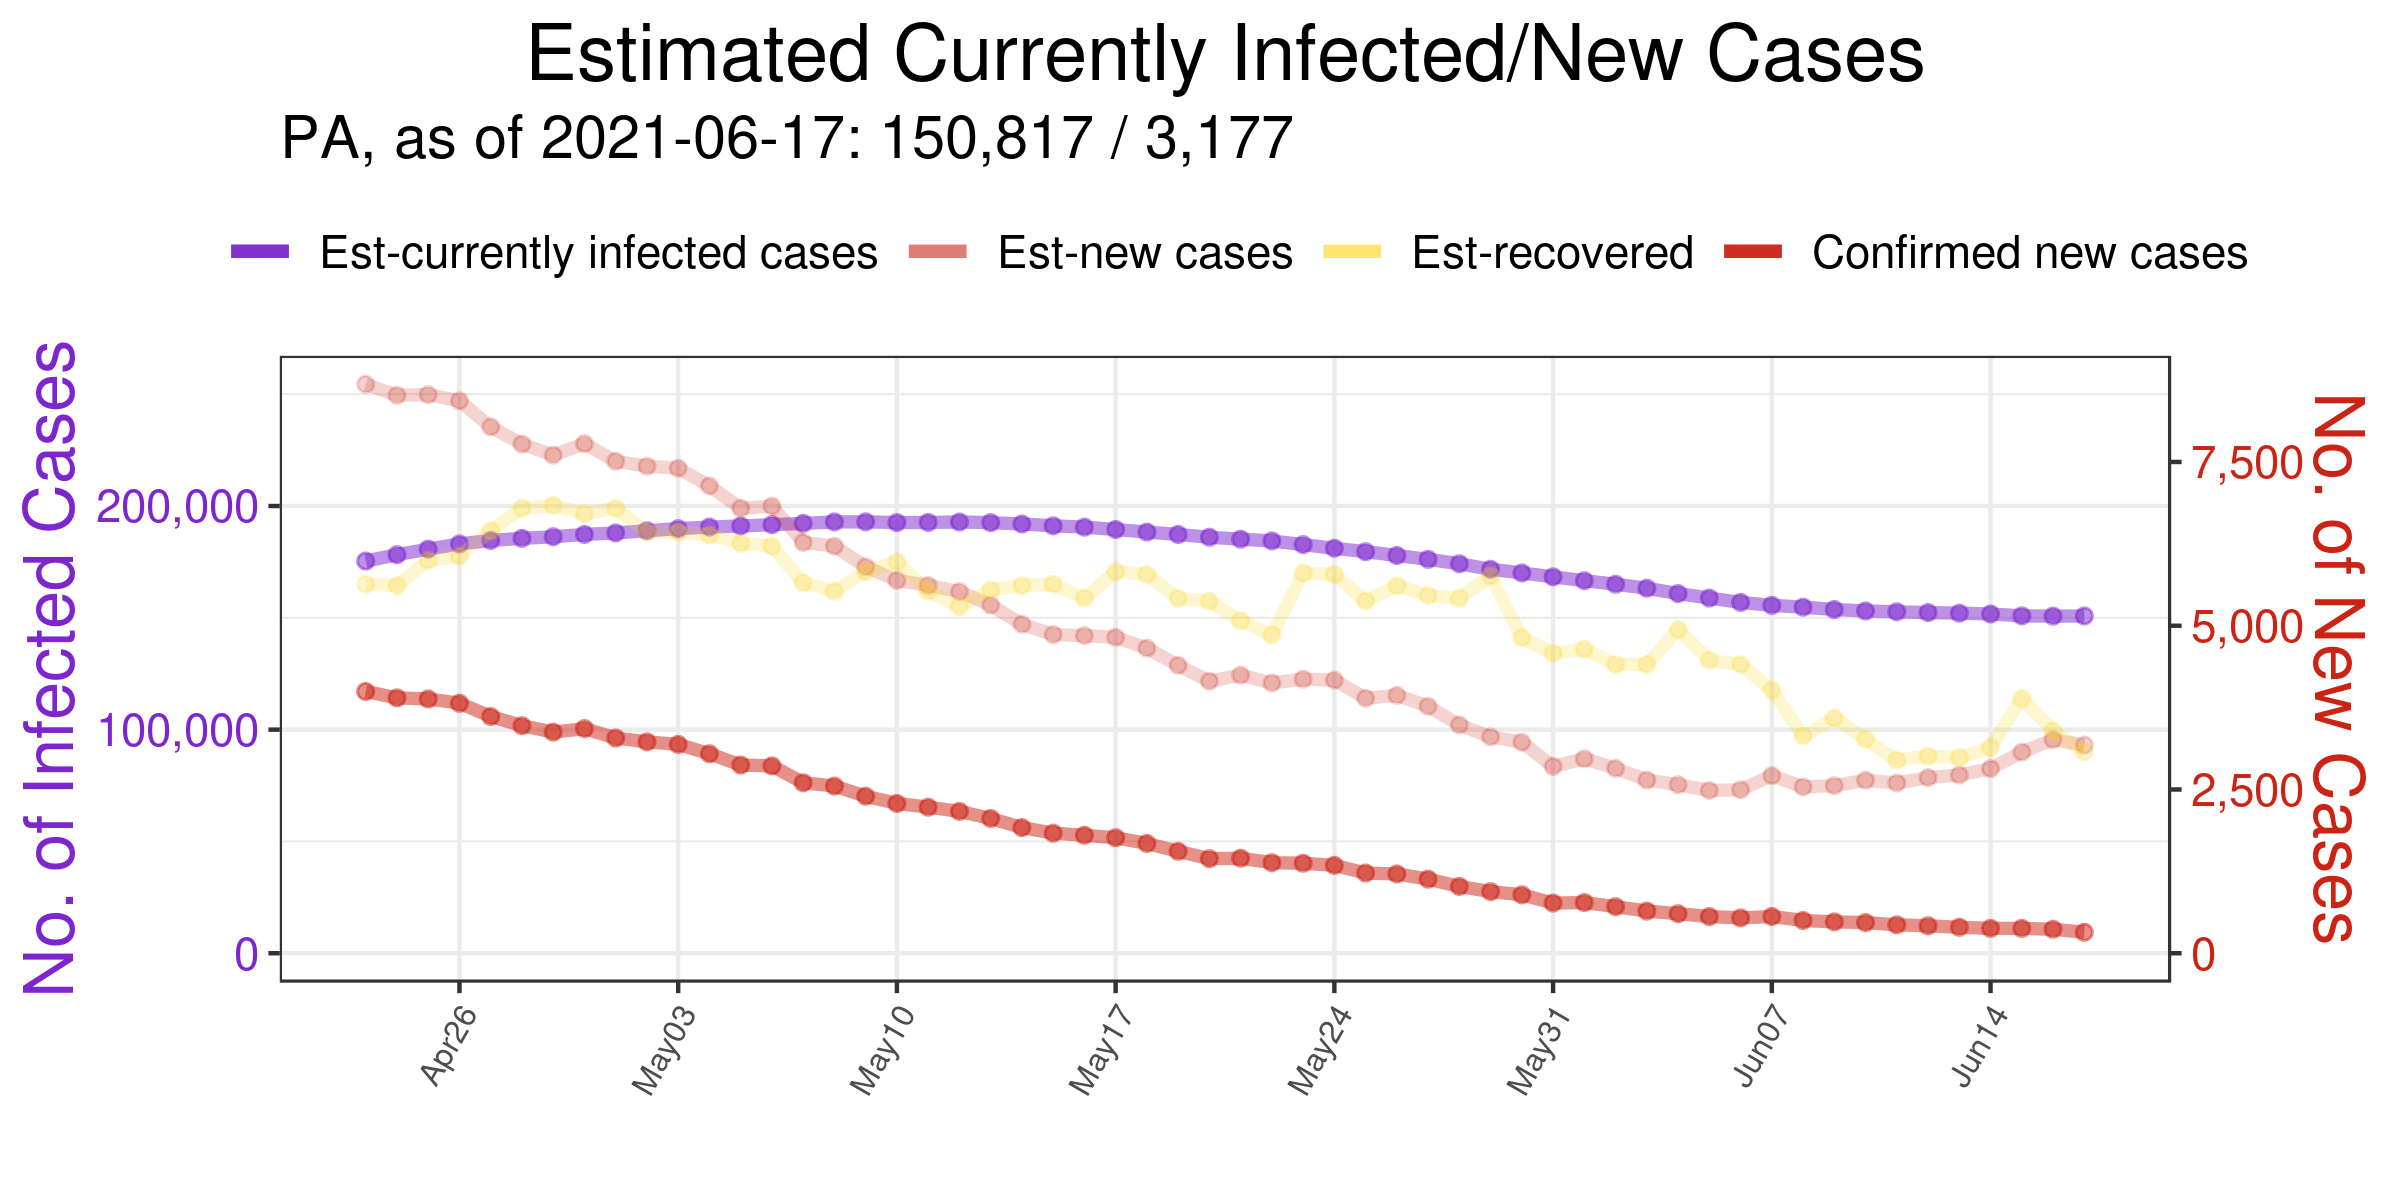 Estimated Currently Infected/New Cases
PA, as of 2021-06-17: 150,817 / 3,177
Est-currently infected cases Est-new cases Est-recovered Confirmed new cases
No. of Infected Cases
200,000
100,000
0
No. of New Cases
7,500
5,000
2,500
0
Apr26 May03 May10 May17 May24 May31 Jun07 Jun14